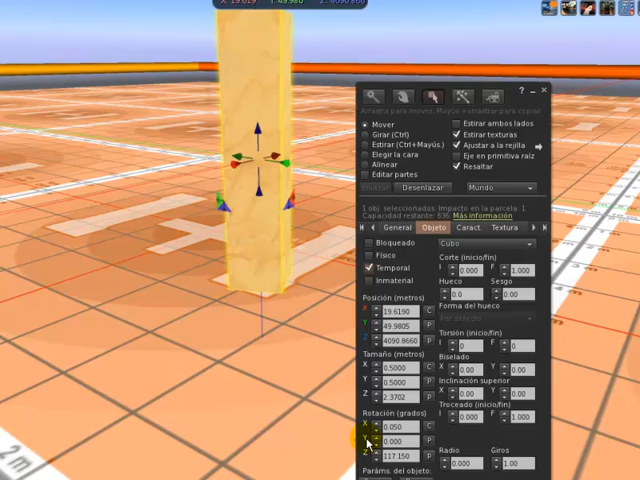 X: 19.619 Y: 49.980 Z: 4090.866
? _ ×
Arrastra para mover, Mayús.+arrastrar para copiar
Mover
Girar (Ctrl)
Estirar (Ctrl+Mayús.)
Elegir la cara
Alinear
Editar partes
Estirar ambos lados
Estirar texturas
Ajustar a la rejilla
Eje en primitiva raíz
Resaltar
Enlazar Desenlazar Mundo
1 obj. seleccionados. Impacto en la parcela: 1.
Capacidad restante: 636. Más información
General Objeto Caract. Textura
Bloqueado
Físico
Temporal
Inmaterial
Posición (metros)
X 19.6190 C
Y 49.9805 P
Z 4090.8660 P
Tamaño (metros)
X 0.5000 C
Y 0.5000 P
Z 2.3702 P
Rotación (grados)
X 0.050 C
Y 0.000 P
Z 117.150 P
Paráms. del objeto:
Cubo
Corte (inicio/fin)
I 0.000 F 1.000
Hueco Sesgo
0.0 0.00
Forma del hueco
Por defecto
Torsión (inicio/fin)
I 0 F 0
Biselado
X 0.00 Y 0.00
Inclinación superior
X 0.00 Y 0.00
Troceado (inicio/fin)
I 0.000 F 1.000
Radio Giros
0.000 1.00
2m